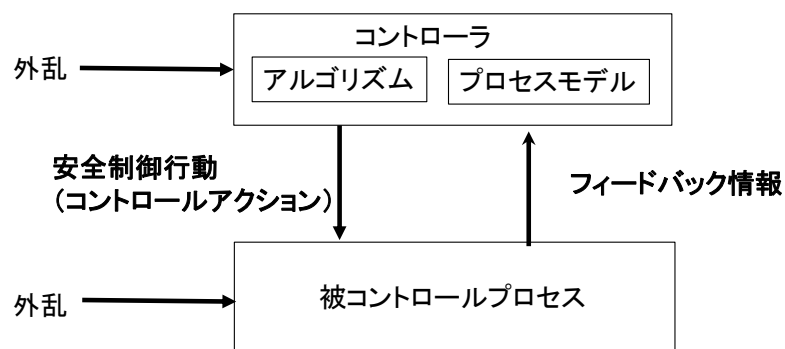 コントローラ
外乱
アルゴリズム
プロセスモデル
安全制御行動
（コントロールアクション）
フィードバック情報
外乱
被コントロールプロセス